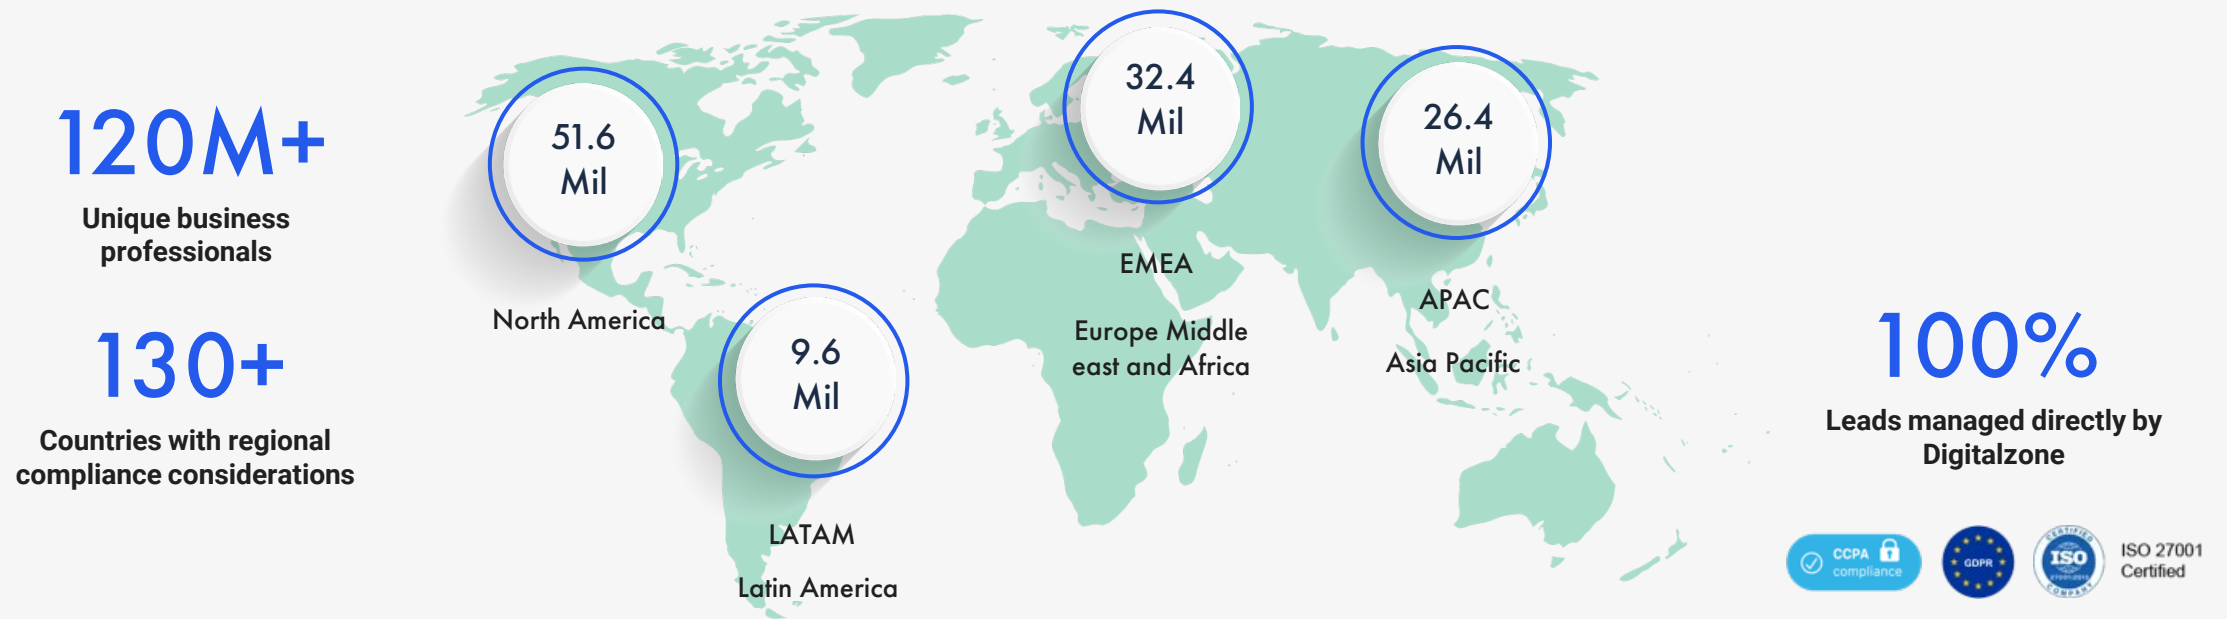 120M+
Unique business
professionals
130+
Countries with regional
compliance considerations
51.6
Mil
North America
9.6
Mil
LATAM
Latin America
32.4
Mil
EMEA
Europe Middle
east and Africa
26.4
Mil
APAC
Asia Pacific
100%
Leads managed directly by
Digitalzone
CCPA
compliance
GDPR
CERTIFIED
ISO
COMPANY
ISO 27001
Certified